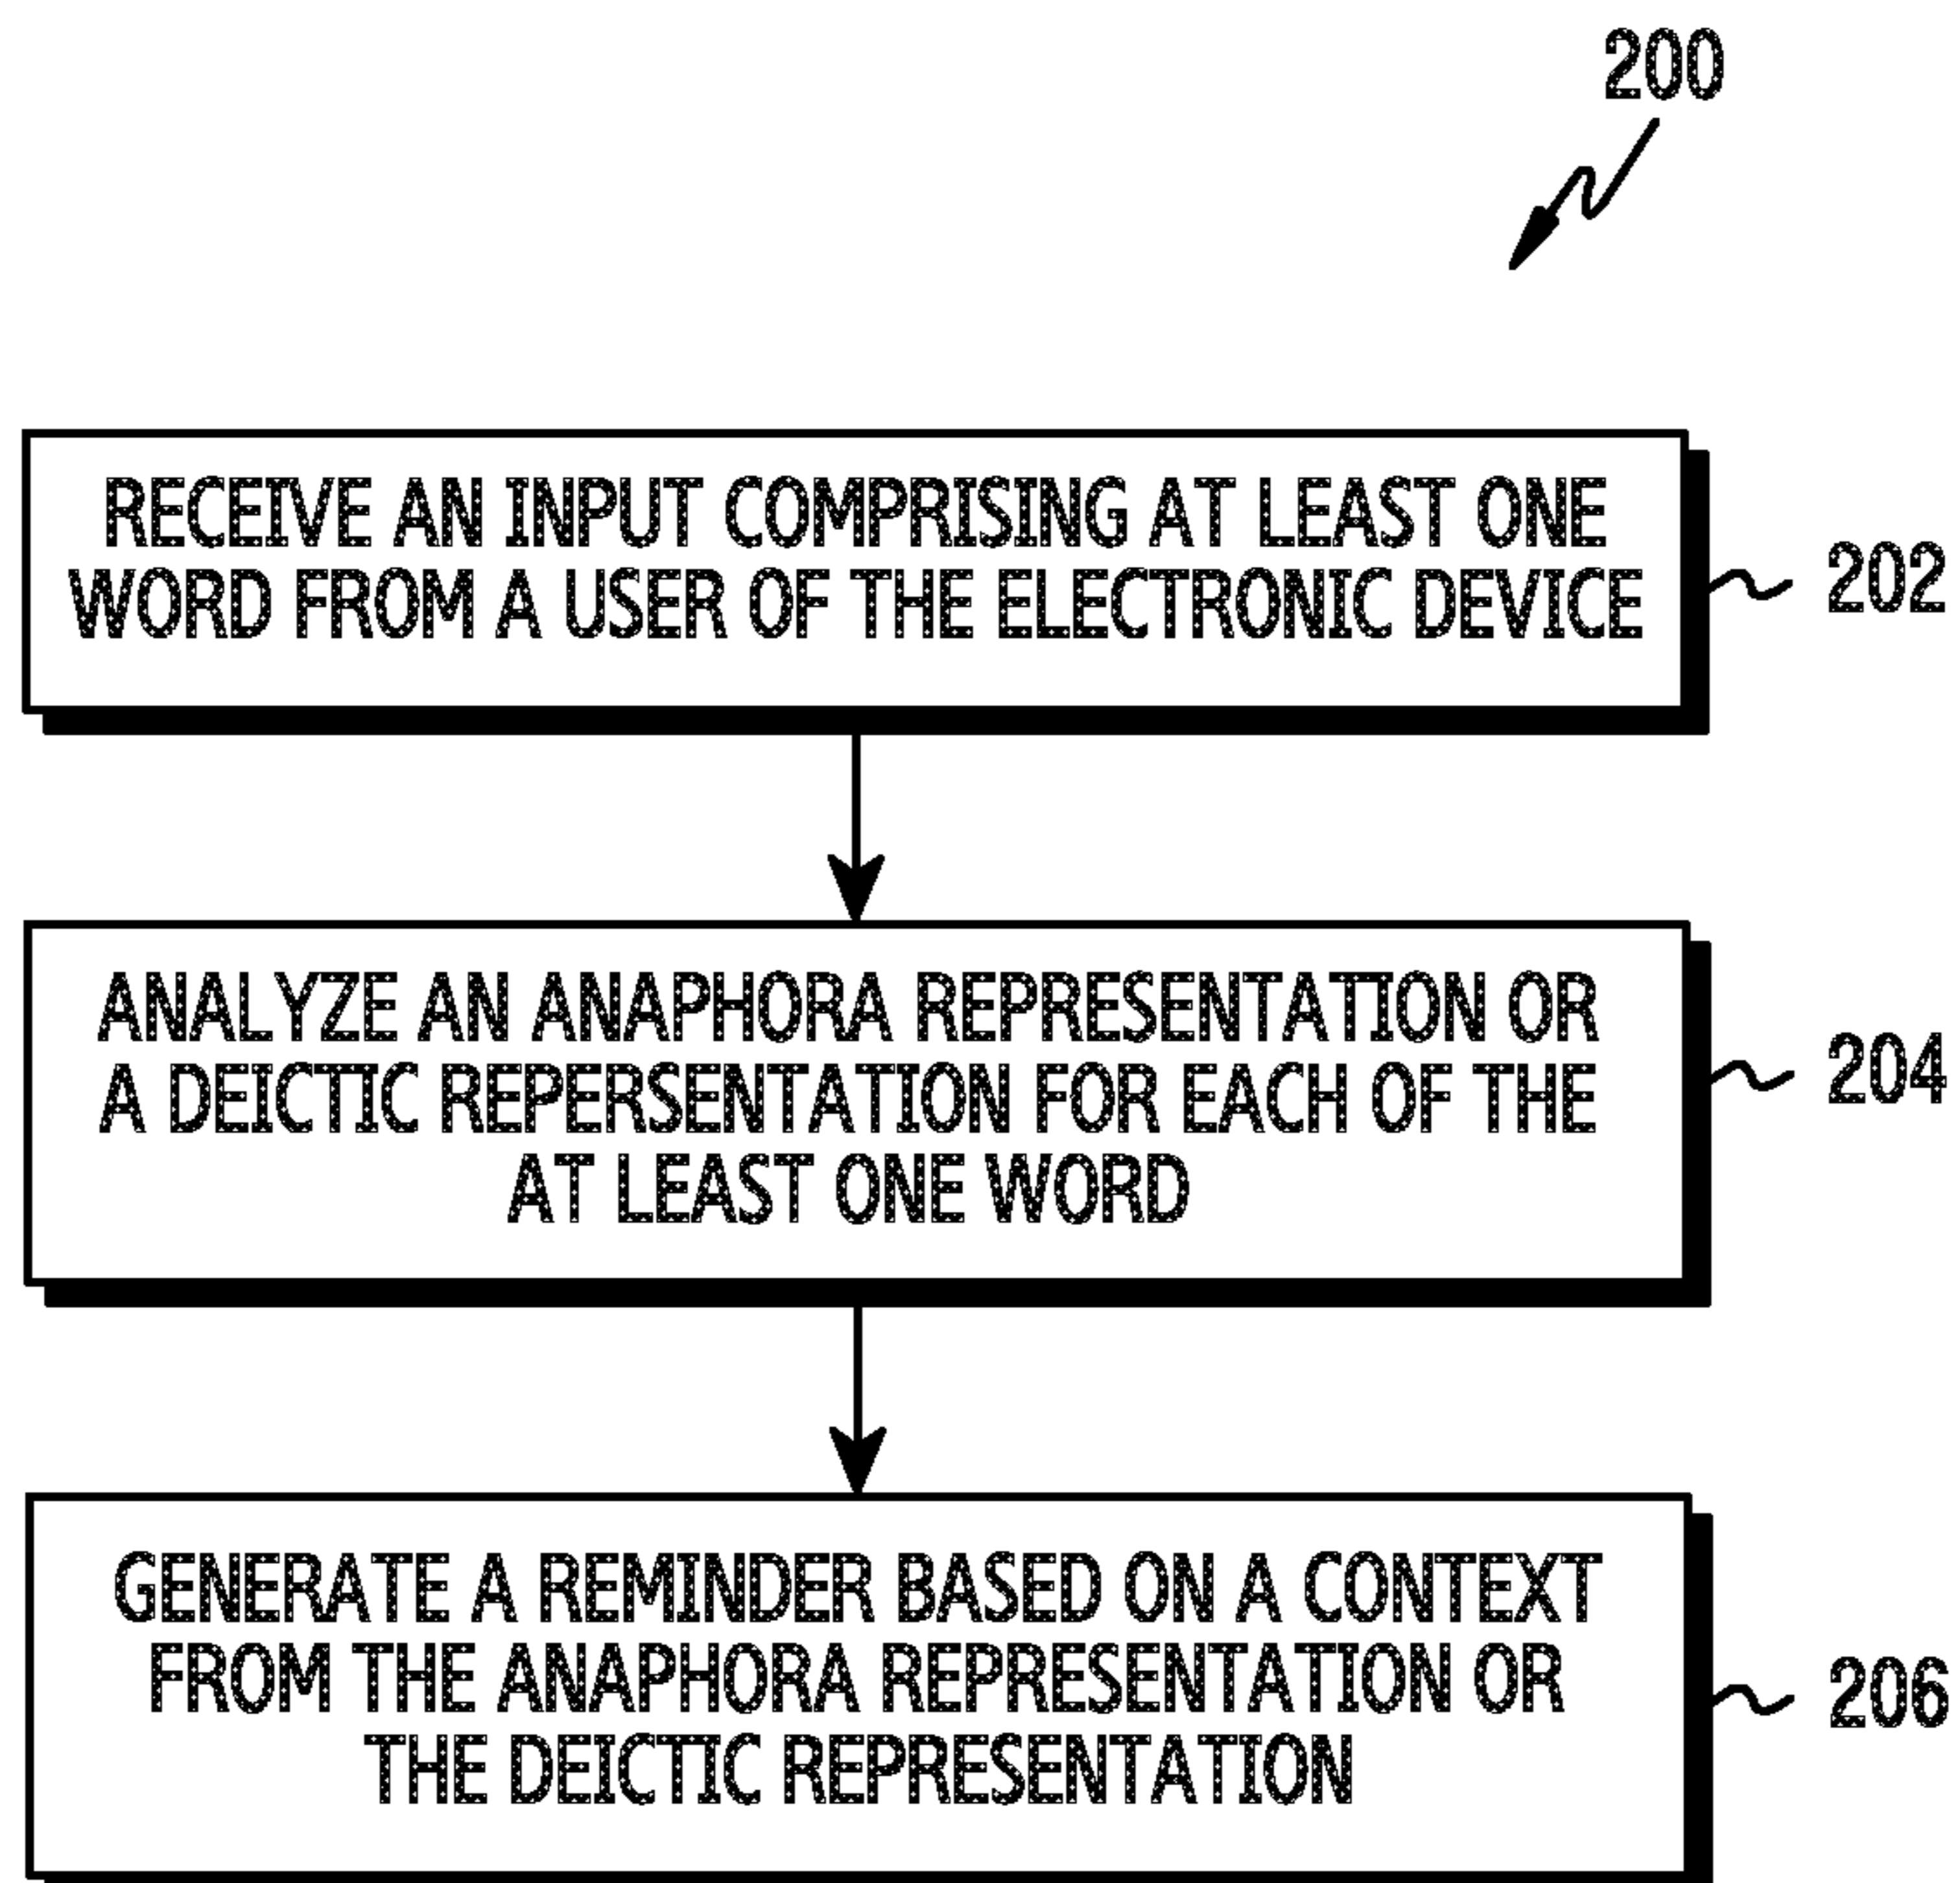 200
RECEIVE AN INPUT COMPRISING AT LEAST ONE
WORD FROM A USER OF THE ELECTRONIC DEVICE
202
ANALYZE AN ANAPHORA REPRESENTATION OR
A DEICTIC REPERSENTATION FOR EACH OF THE
AT LEAST ONE WORD
204
GENERATE A REMINDER BASED ON A CONTEXT
FROM THE ANAPHORA REPRESENTATION OR
THE DEICTIC REPRESENTATION
206